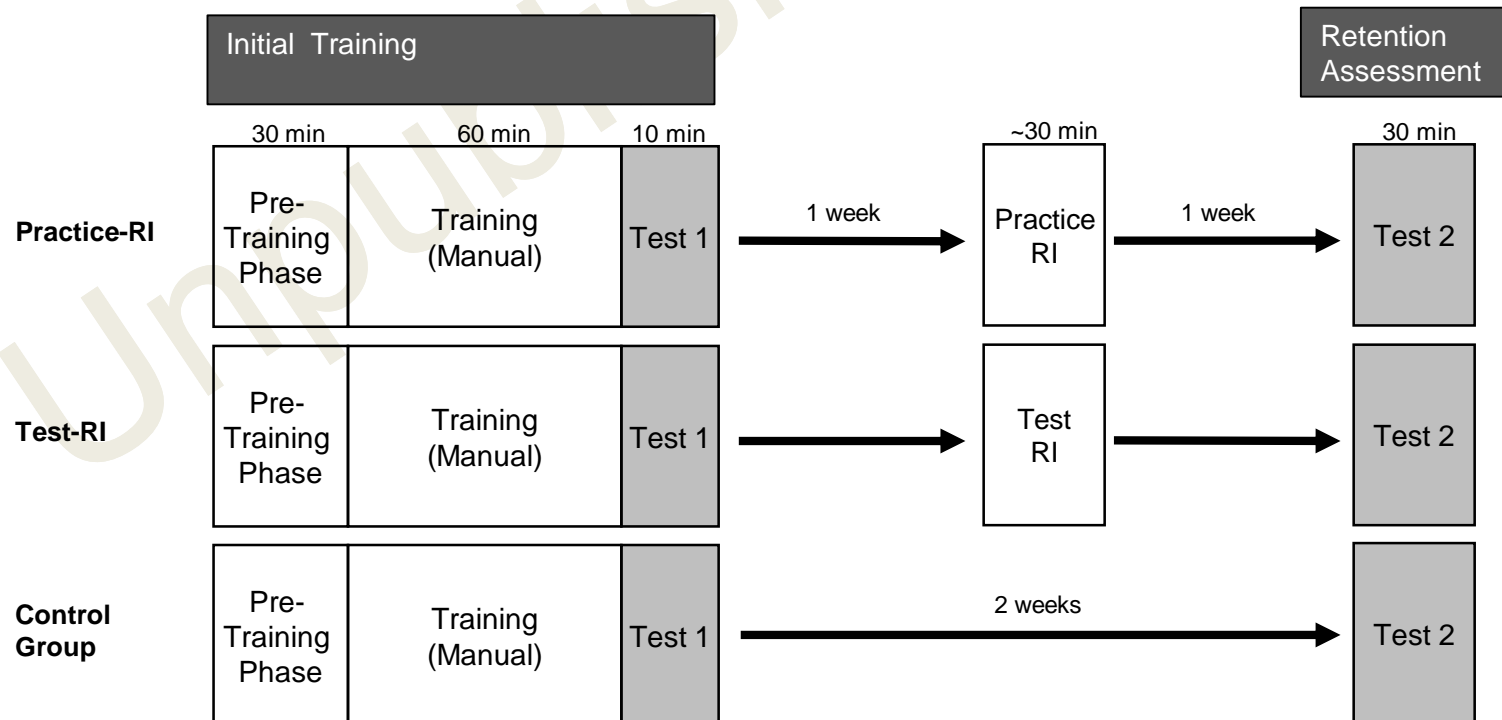 Initial Training
Retention
Assessment
30 min
60 min
10 min
~30 min
30 min
Practice-RI
Pre-
Training
Phase
Training
(Manual)
Test 1
1 week
Practice
RI
1 week
Test 2
Test-RI
Pre-
Training
Phase
Training
(Manual)
Test 1
Test
RI
Test 2
Control
Group
Pre-
Training
Phase
Training
(Manual)
Test 1
2 weeks
Test 2